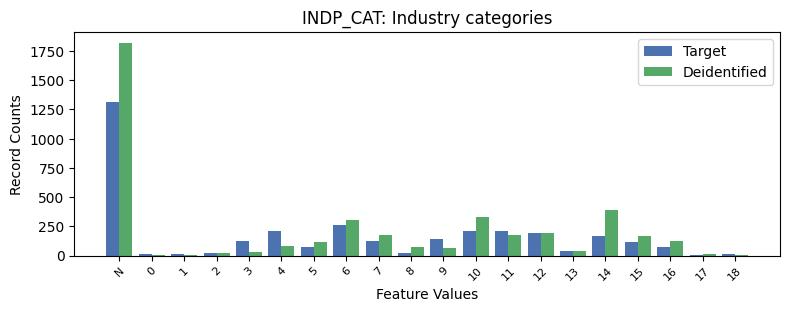 INDP_CAT: Industry categories
Target
Deidentified
Record Counts
1750
1500
1250
1000
750
500
250
0
N 0 1 2 3 4 5 6 7 8 9 10 11 12 13 14 15 16 17 18
Feature Values